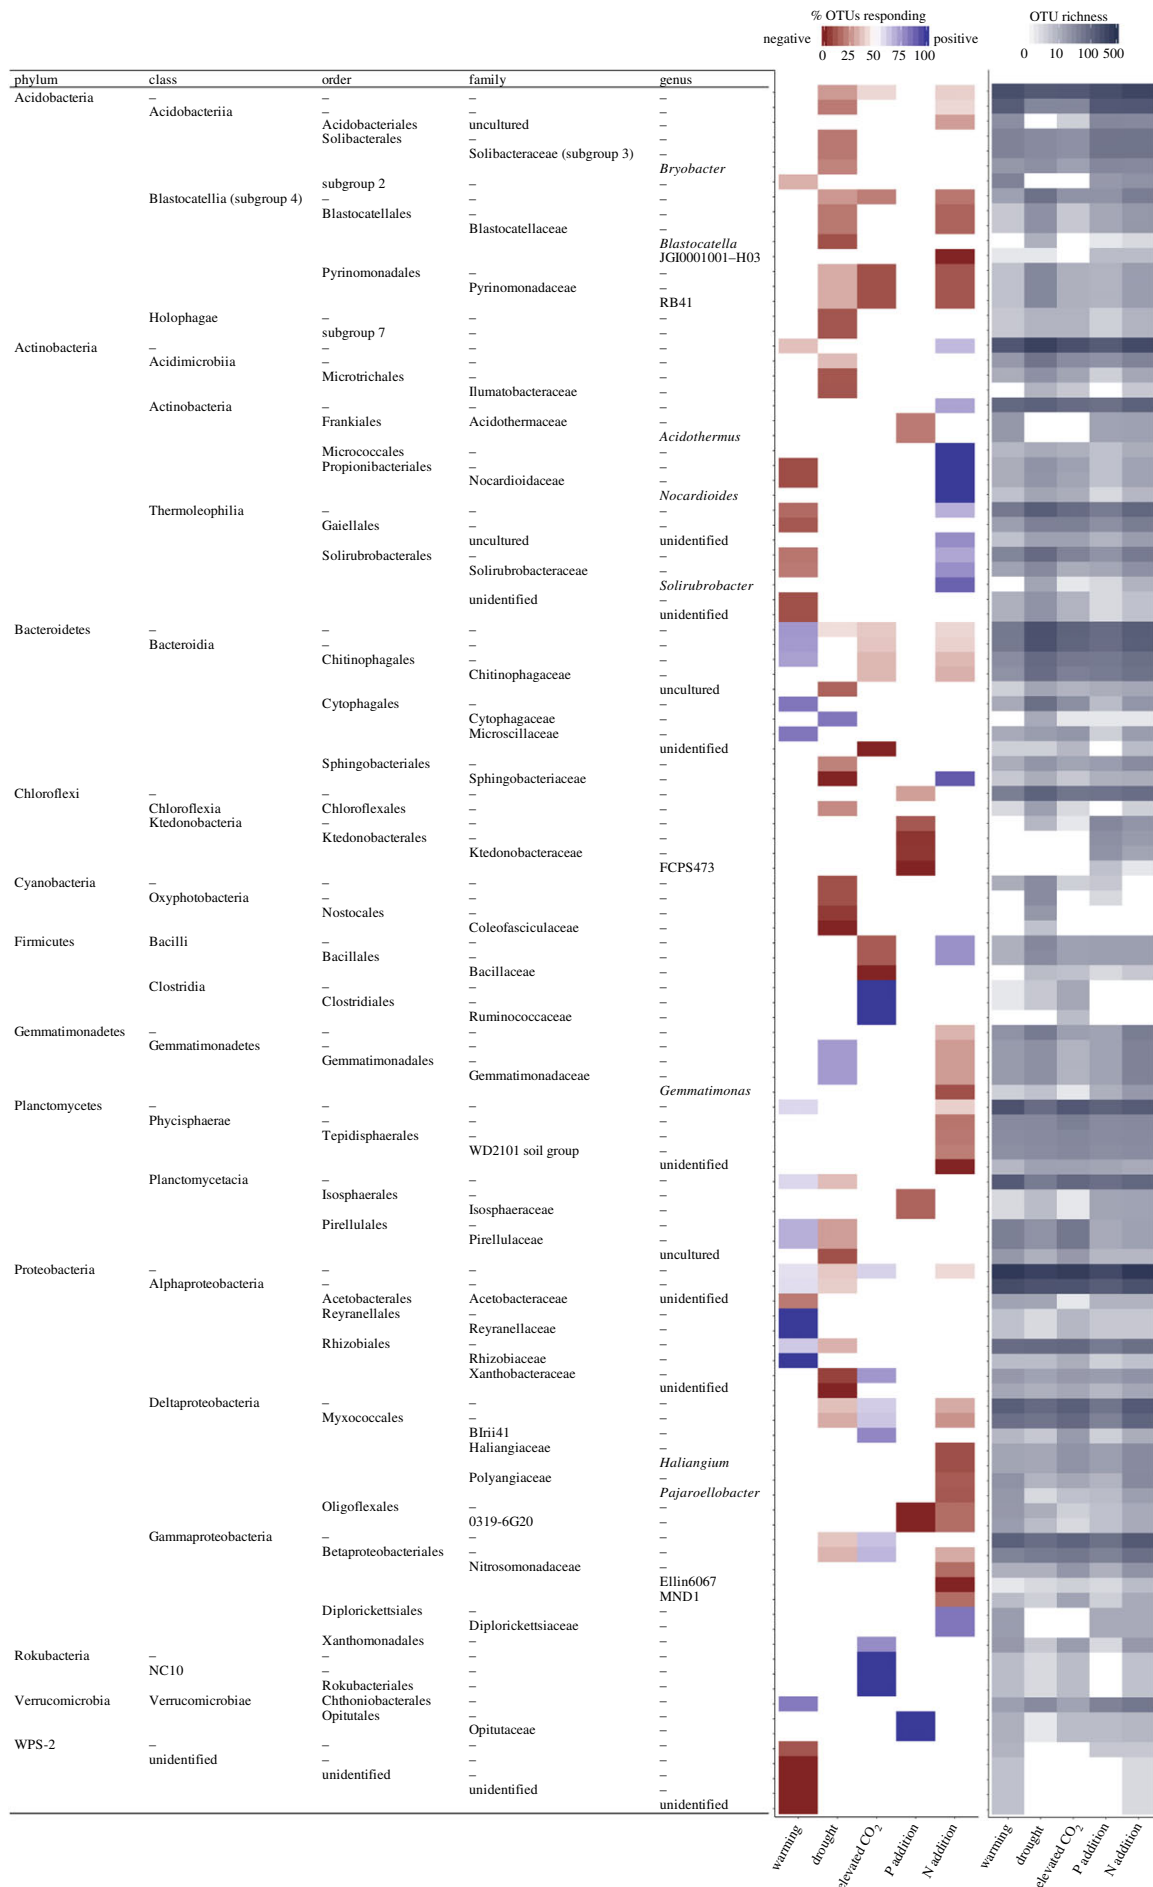 % OTUs responding OTU richness
negative positive
0 25 50 75 100 0 10 100 500
phylum class order family genus
Acidobacteria – – – –
Acidobacteriia – – –
Acidobacteriales uncultured –
Solibacterales – –
Solibacteraceae (subgroup 3) –
Bryobacter
subgroup 2 – –
Blastocatellia (subgroup 4) – – –
Blastocatellales – –
Blastocatellaceae –
Blastocatella
JGI0001001–H03
Pyrinomonadales – –
Pyrinomonadaceae –
RB41
Holophagae – – –
subgroup 7 – –
Actinobacteria – – – –
Acidimicrobiia – – –
Microtrichales – –
Ilumatobacteraceae –
Actinobacteria – – –
Frankiales Acidothermaceae –
Acidothermus
Micrococcales – –
Propionibacteriales – –
Nocardioidaceae –
Nocardioides
Thermoleophilia – – –
Gaiellales – –
uncultured unidentified
Solirubrobacterales – –
Solirubrobacteraceae –
Solirubrobacter
unidentified –
unidentified
Bacteroidetes – – – –
Bacteroidia – – –
Chitinophagales – –
Chitinophagaceae –
uncultured
Cytophagales – –
Cytophagaceae –
Microscillaceae –
unidentified
Sphingobacteriales – –
Sphingobacteriaceae –
Chloroflexi – – – –
Chloroflexia Chloroflexales – –
Ktedonobacteria – – –
Ktedonobacterales – –
Ktedonobacteraceae –
FCPS473
Cyanobacteria – – – –
Oxyphotobacteria – – –
Nostocales – –
Coleofasciculaceae –
Firmicutes Bacilli – – –
Bacillales – –
Bacillaceae –
Clostridia – – –
Clostridiales – –
Ruminococcaceae –
Gemmatimonadetes – – – –
Gemmatimonadetes – – –
Gemmatimonadales – –
Gemmatimonadaceae –
Gemmatimonas
Planctomycetes – – – –
Phycisphaerae – – –
Tepidisphaerales – –
WD2101 soil group –
unidentified
Planctomycetacia – – –
Isosphaerales – –
Isosphaeraceae –
Pirellulales – –
Pirellulaceae –
uncultured
Proteobacteria – – – –
Alphaproteobacteria – – –
Acetobacterales Acetobacteraceae unidentified
Reyranellales – –
Reyranellaceae –
Rhizobiales – –
Rhizobiaceae –
Xanthobacteraceae –
unidentified
Deltaproteobacteria – – –
Myxococcales – –
BIrii41 –
Haliangiaceae –
Haliangium
Polyangiaceae –
Pajaroellobacter
Oligoflexales – –
0319-6G20 –
Gammaproteobacteria – – –
Betaproteobacteriales – –
Nitrosomonadaceae –
Ellin6067
MND1
Diplorickettsiales – –
Diplorickettsiaceae –
Xanthomonadales – –
Rokubacteria – – – –
NC10 – – –
Rokubacteriales – –
Verrucomicrobia Verrucomicrobiae Chthoniobacterales – –
Opitutales – –
Opitutaceae –
WPS-2 – – – –
unidentified – – –
unidentified – –
unidentified –
unidentified
warming drought elevated CO2 P addition N addition warming drought elevated CO2 P addition N addition